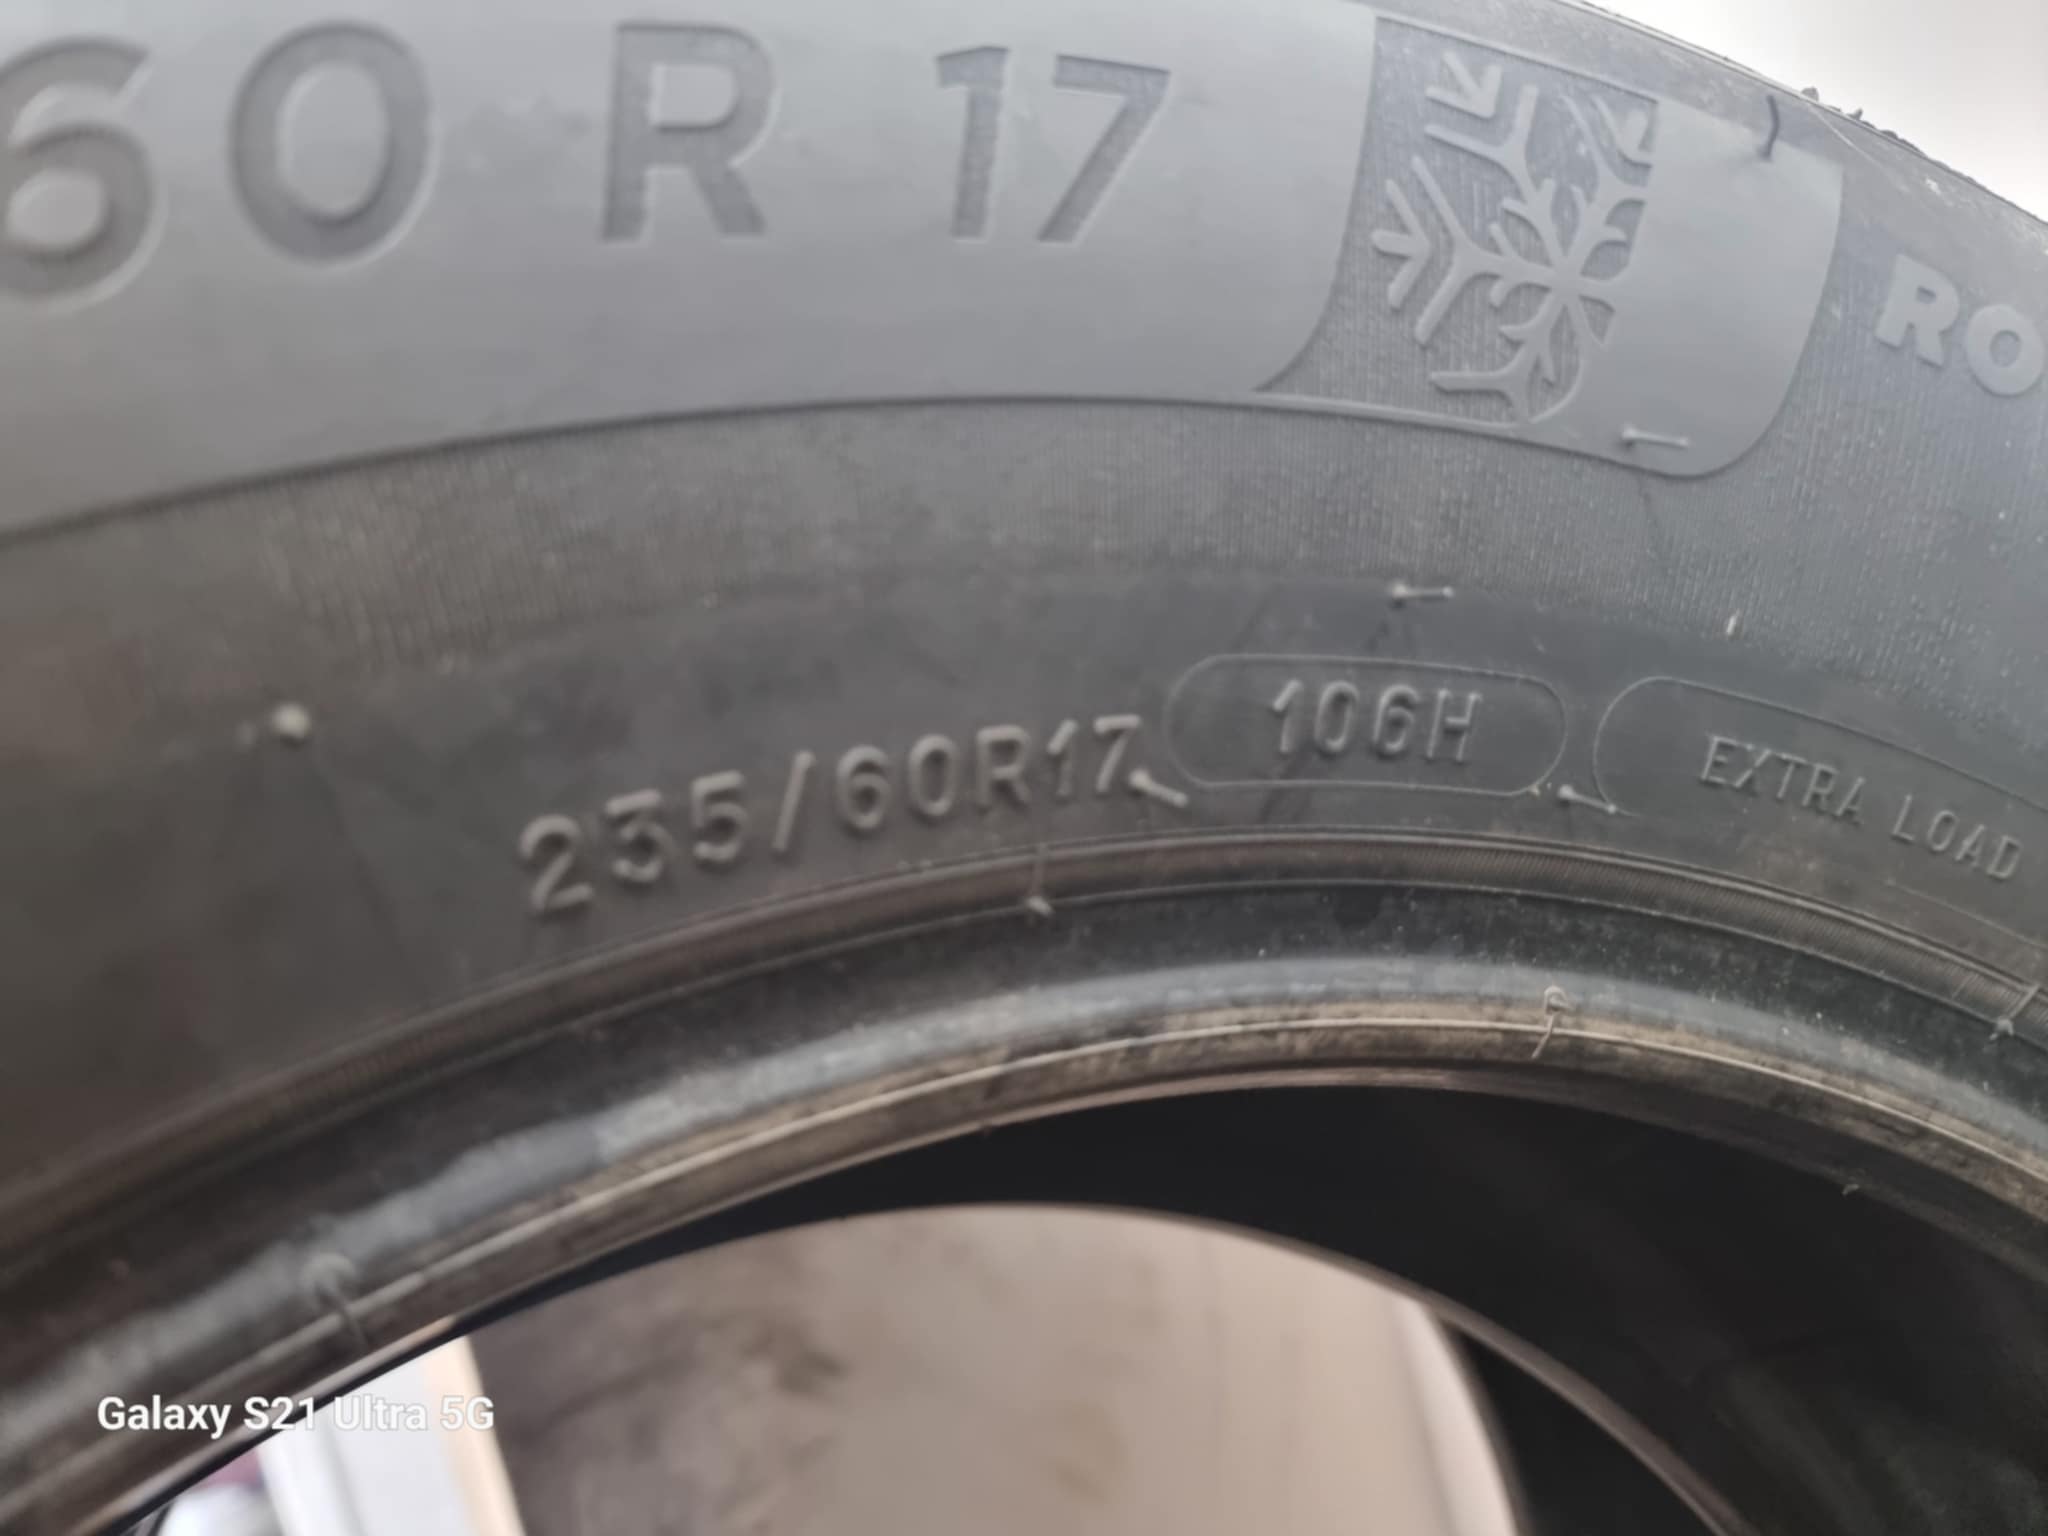 60 R 17
RO
235/60R17 106H EXTRA LOAD
Galaxy S21 Ultra 5G